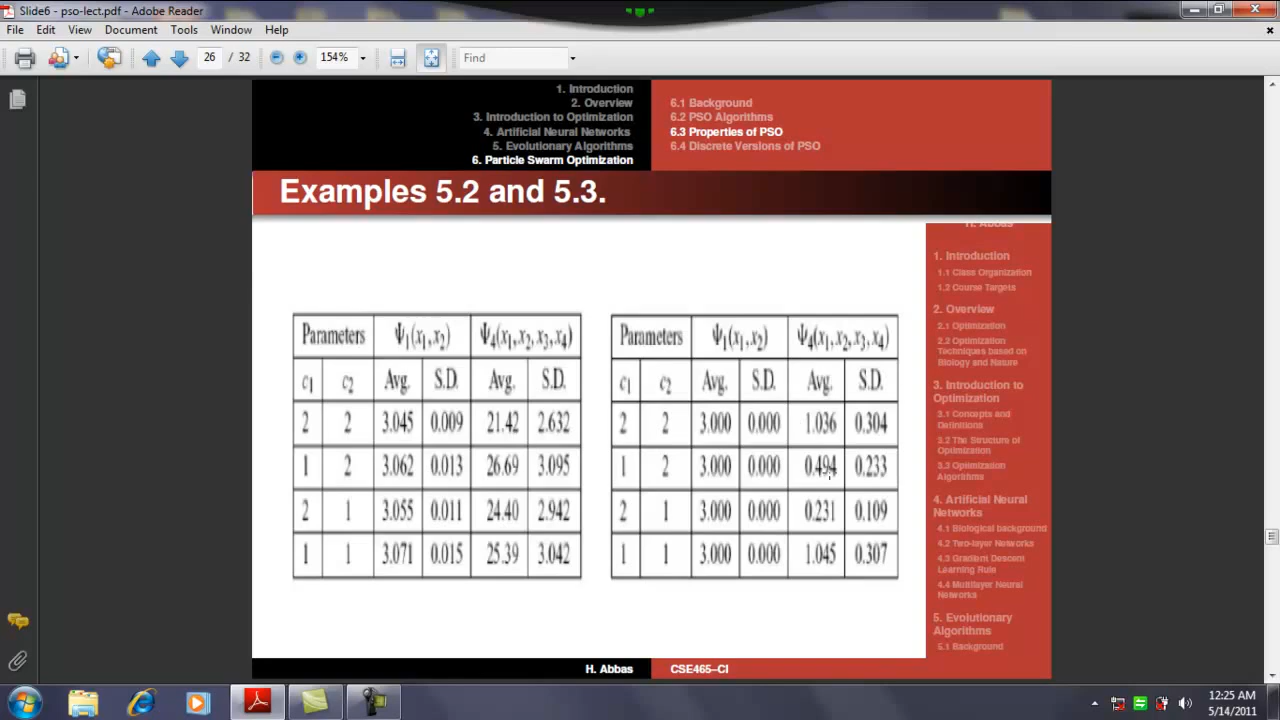 Slide6 - pso-lect.pdf - Adobe Reader
File Edit View Document Tools Window Help
26 / 32 154% Find
1. Introduction
2. Overview
3. Introduction to Optimization
4. Artificial Neural Networks
5. Evolutionary Algorithms
6. Particle Swarm Optimization
6.1 Background
6.2 PSO Algorithms
6.3 Properties of PSO
6.4 Discrete Versions of PSO
Examples 5.2 and 5.3.
Parameters Ψ1(x1,x2) Ψ4(x1,x2,x3,x4)
c1 c2 Avg. S.D. Avg. S.D.
2 2 3.045 0.009 21.42 2.632
1 2 3.062 0.013 26.69 3.095
2 1 3.055 0.011 24.40 2.942
1 1 3.071 0.015 25.39 3.042
Parameters Ψ1(x1,x2) Ψ4(x1,x2,x3,x4)
c1 c2 Avg. S.D. Avg. S.D.
2 2 3.000 0.000 1.036 0.304
1 2 3.000 0.000 0.494 0.233
2 1 3.000 0.000 0.231 0.109
1 1 3.000 0.000 1.045 0.307
H. Abbas
1. Introduction
1.1 Class Organization
1.2 Course Targets
2. Overview
2.1 Optimization
2.2 Optimization
Techniques based on
Biology and Nature
3. Introduction to
Optimization
3.1 Concepts and
Definitions
3.2 The Structure of
Optimization
3.3 Optimization
Algorithms
4. Artificial Neural
Networks
4.1 Biological background
4.2 Two-layer Networks
4.3 Gradient Descent
Learning Rule
4.4 Multilayer Neural
Networks
5. Evolutionary
Algorithms
5.1 Background
H. Abbas CSE465–CI
12:25 AM
5/14/2011